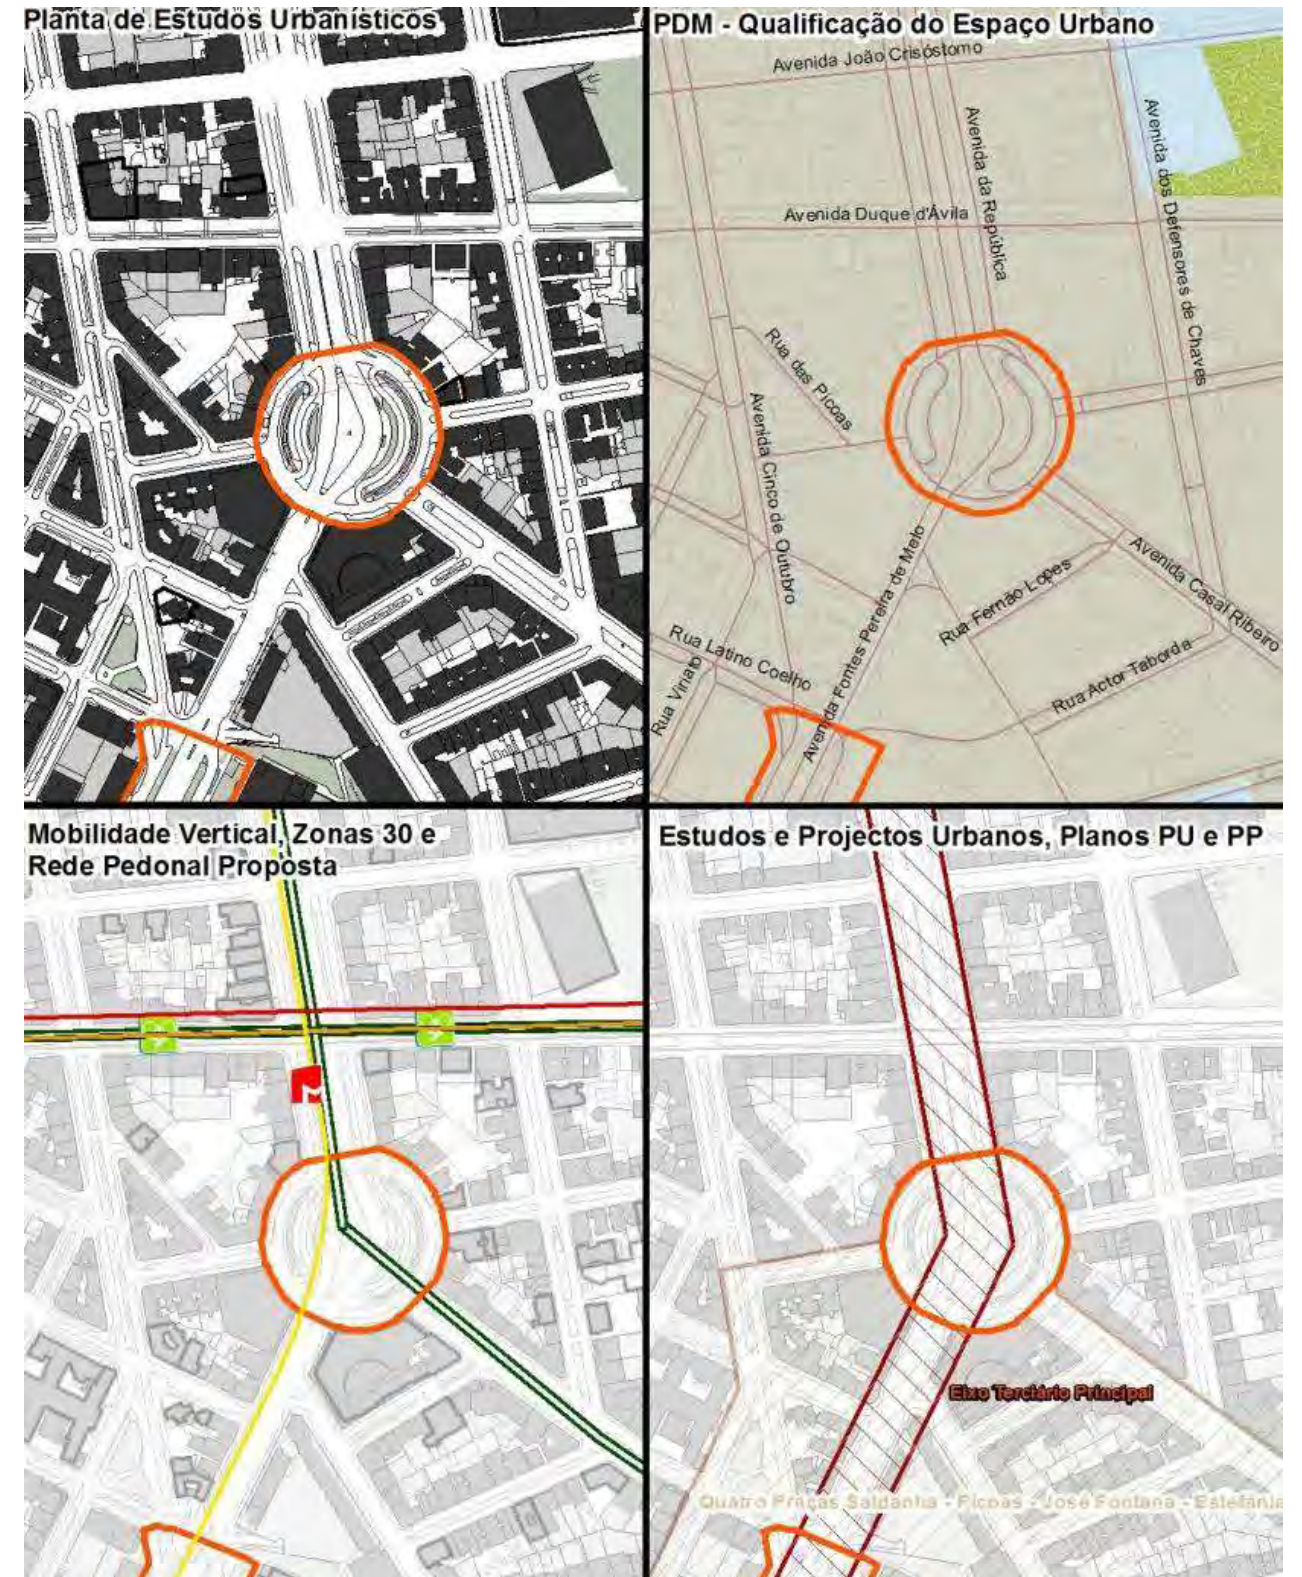 Planta de Estudos Urbanísticos
PDM - Qualificação do Espaço Urbano
Avenida João Crisóstomo
Avenida da República
Avenida dos Defensores de Chaves
Avenida Duque d'Ávila
Rua das Picoas
Avenida Cinco de Outubro
Avenida Fontes Pereira de Melo
Rua Fernão Lopes
Avenida Casal Ribeiro
Rua Latino Coelho
Rua Viriato
Rua Actor Taborda
Mobilidade Vertical, Zonas 30 e
Rede Pedonal Proposta
M
Estudos e Projectos Urbanos, Planos PU e PP
Eixo Terciário Principal
Quatro Praças Saldanha - Picoas - José Fontana - Estefânia